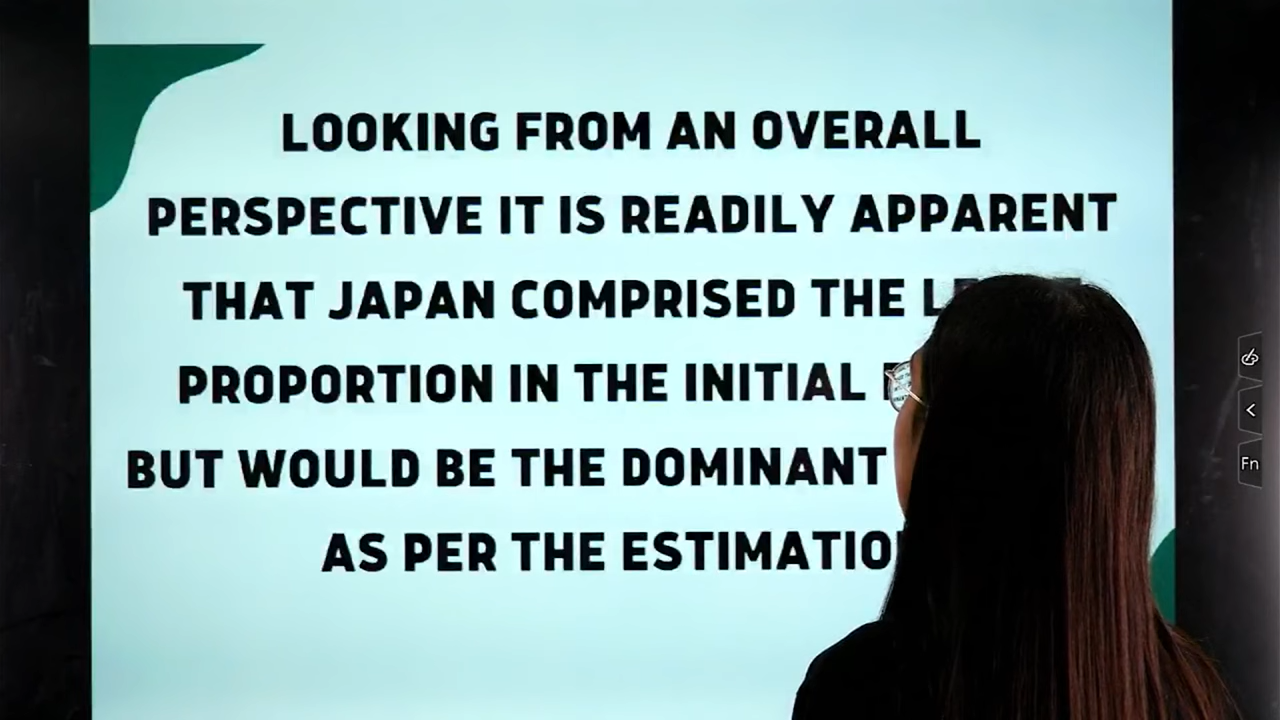 LOOKING FROM AN OVERALL
PERSPECTIVE IT IS READILY APPARENT
THAT JAPAN COMPRISED THE
PROPORTION IN THE INITIAL
BUT WOULD BE THE DOMINANT
AS PER THE
Fn